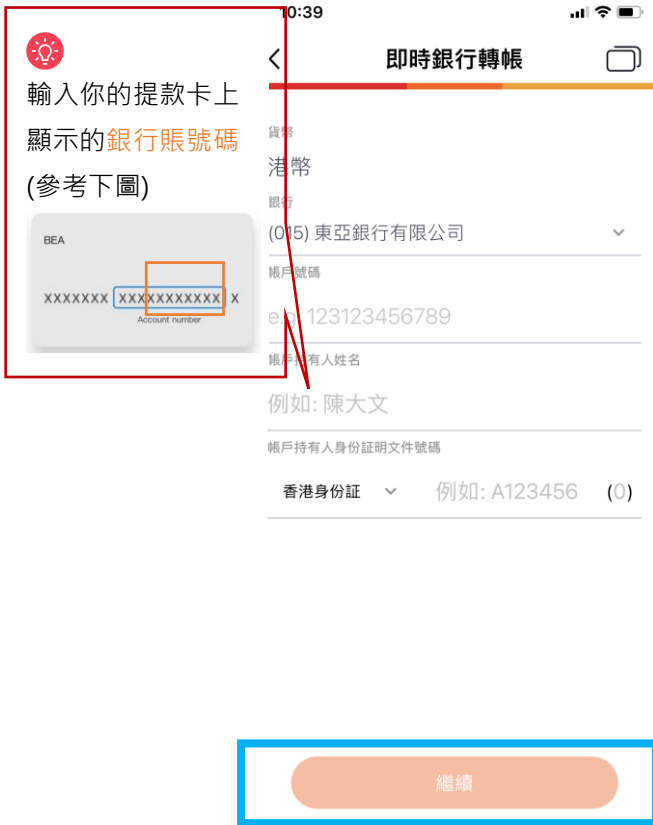 輸入你的提款卡上
顯示的銀行賬號碼
(參考下圖)
BEA
XXXXXXX XXXXXXXXXXX X
Account number
10:39
即時銀行轉帳
貨幣
港幣
銀行
(015) 東亞銀行有限公司
帳戶號碼
e.g. 123123456789
帳戶持有人姓名
例如: 陳大文
帳戶持有人身份証明文件號碼
香港身份証 例如: A123456 (0)
繼續